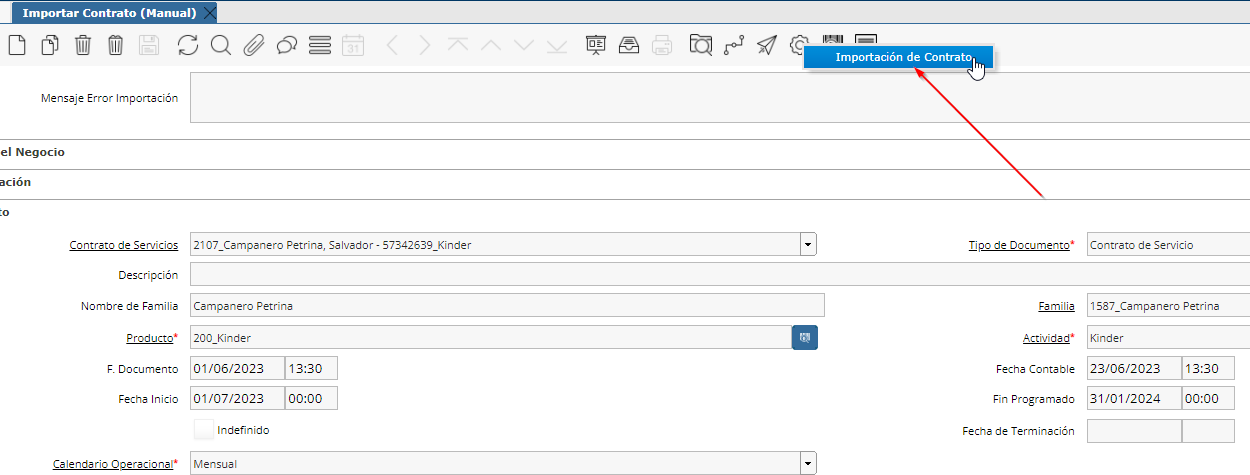 Importar Contrato (Manual)
31
Importación de Contrato
Mensaje Error Importación
el Negocio
ación
to
Contrato de Servicios 2107_Campanero Petrina, Salvador - 57342639_Kinder Tipo de Documento* Contrato de Servicio
Descripción
Nombre de Familia Campanero Petrina Familia 1587_Campanero Petrina
Producto* 200_Kinder Actividad* Kinder
F. Documento 01/06/2023 13:30 Fecha Contable 23/06/2023 13:30
Fecha Inicio 01/07/2023 00:00 Fin Programado 31/01/2024 00:00
Indefinido Fecha de Terminación
Calendario Operacional* Mensual